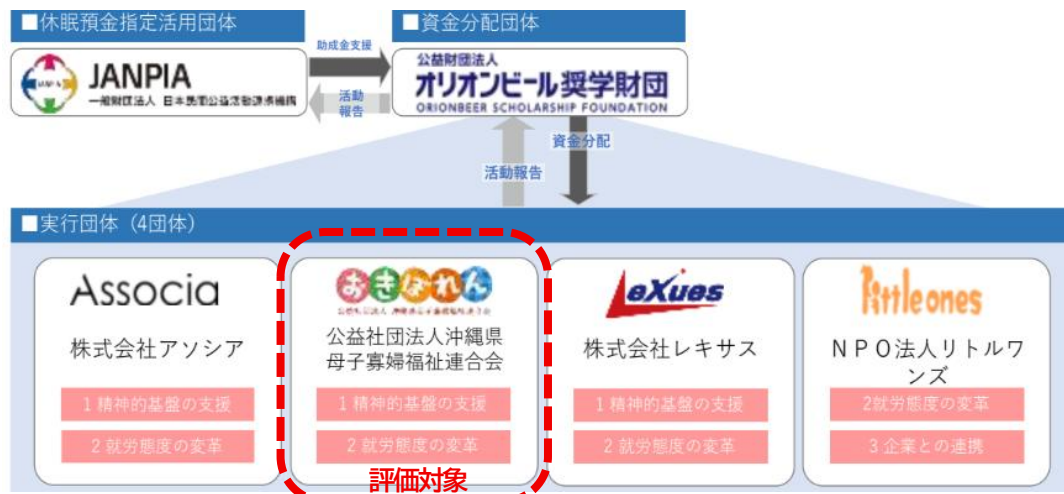 ■休眠預金指定活用団体
■資金分配団体
JANPIA
一般財団法人 日本民間公益活動連携機構
助成金支援
活動
報告
公益財団法人
オリオンビール奨学財団
ORIONBEER SCHOLARSHIP FOUNDATION
資金分配
活動報告
■実行団体（4団体）
Associa
株式会社アソシア
1 精神的基盤の支援
2 就労態度の変革
おきぼれん
公益社団法人沖縄県
母子寡婦福祉連合会
1 精神的基盤の支援
2 就労態度の変革
評価対象
LeXues
株式会社レキサス
1 精神的基盤の支援
2 就労態度の変革
little ones
ＮＰＯ法人リトルワ
ンズ
2就労態度の変革
3 企業との連携